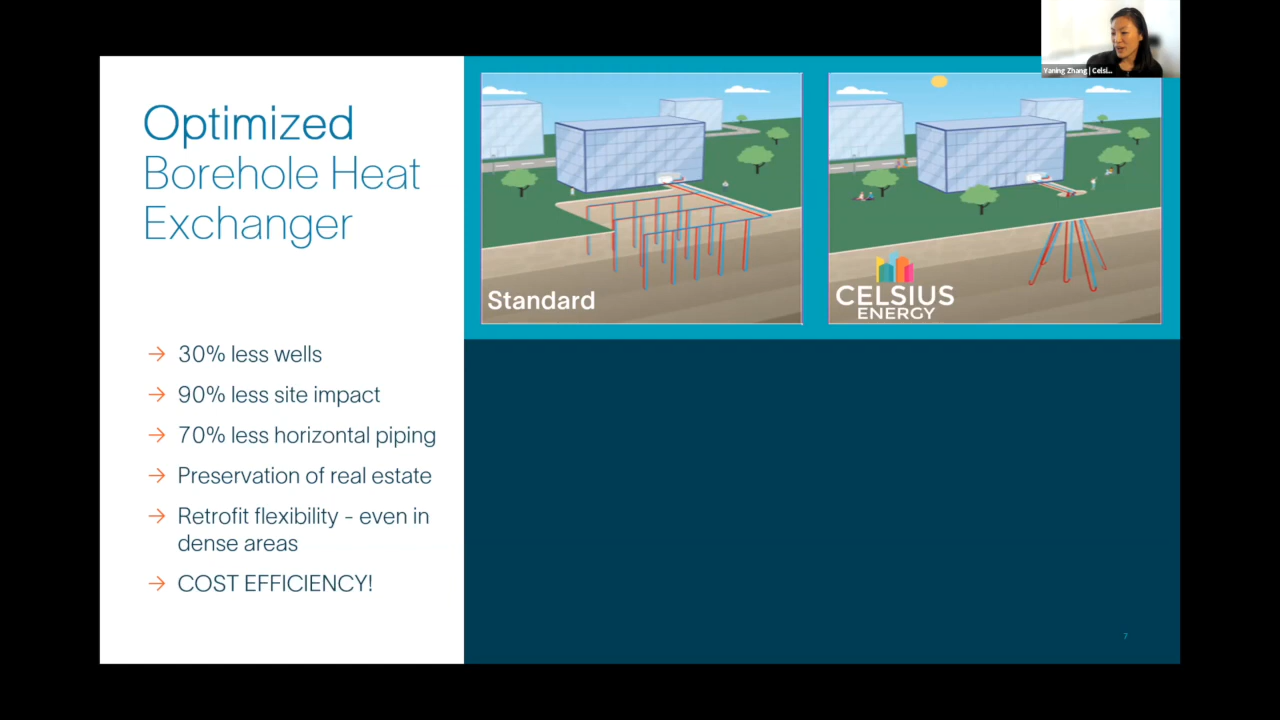 Yaning Zhang | Celsi...
Optimized
Borehole Heat
Exchanger
Standard
CELSIUS
ENERGY
→ 30% less wells
→ 90% less site impact
→ 70% less horizontal piping
→ Preservation of real estate
→ Retrofit flexibility - even in
dense areas
→ COST EFFICIENCY!
7